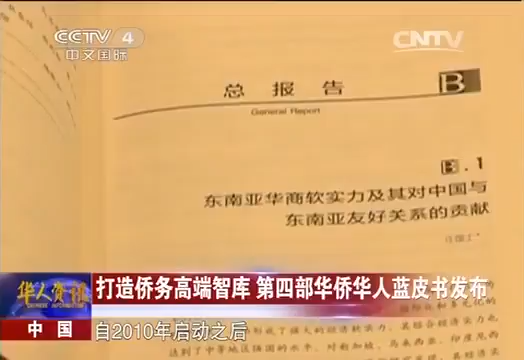 CCTV 4
中文国际
CNTV
总报告
General Report
B
B.1
东南亚华商软实力及其对中国与
东南亚友好关系的贡献
华人资讯
打造侨务高端智库 第四部华侨华人蓝皮书发布
中国
自2010年启动之后